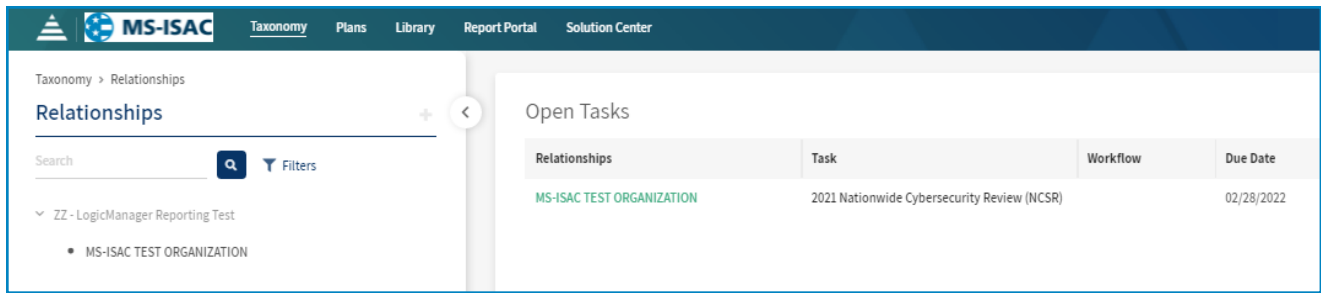 MS-ISAC Taxonomy Plans Library Report Portal Solution Center
Taxonomy > Relationships
Relationships
Search Filters
ZZ - LogicManager Reporting Test
MS-ISAC TEST ORGANIZATION
Open Tasks
Relationships Task Workflow Due Date
MS-ISAC TEST ORGANIZATION 2021 Nationwide Cybersecurity Review (NCSR) 02/28/2022